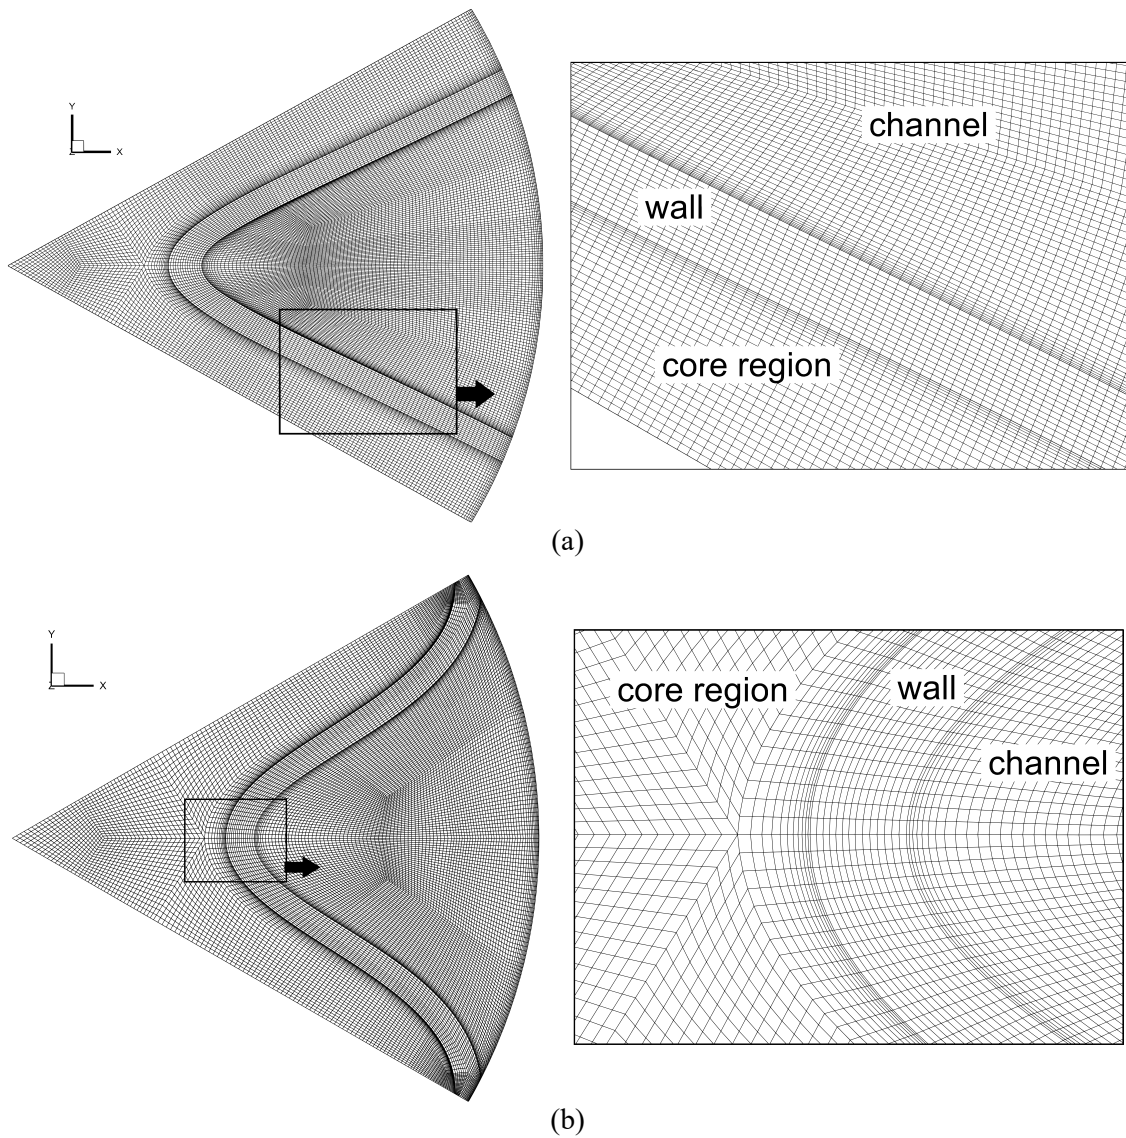 Y
Z
X
channel
wall
core region
(a)
Y
Z
X
core region
wall
channel
(b)